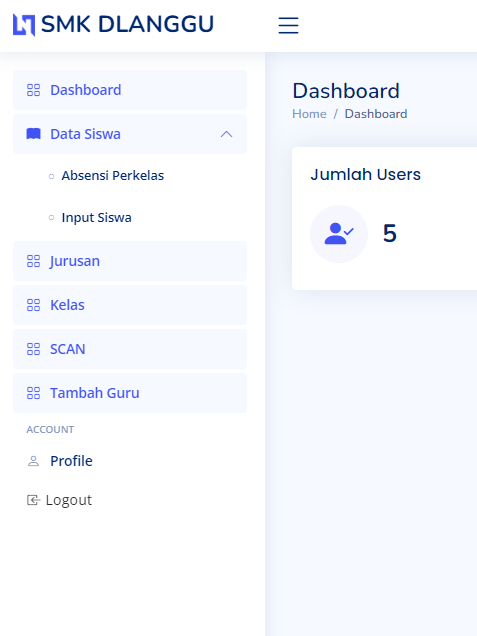 SMK DLANGGU
Dashboard
Data Siswa
Absensi Perkelas
Input Siswa
Jurusan
Kelas
SCAN
Tambah Guru
ACCOUNT
Profile
Logout
Dashboard
Home / Dashboard
Jumlah Users
5